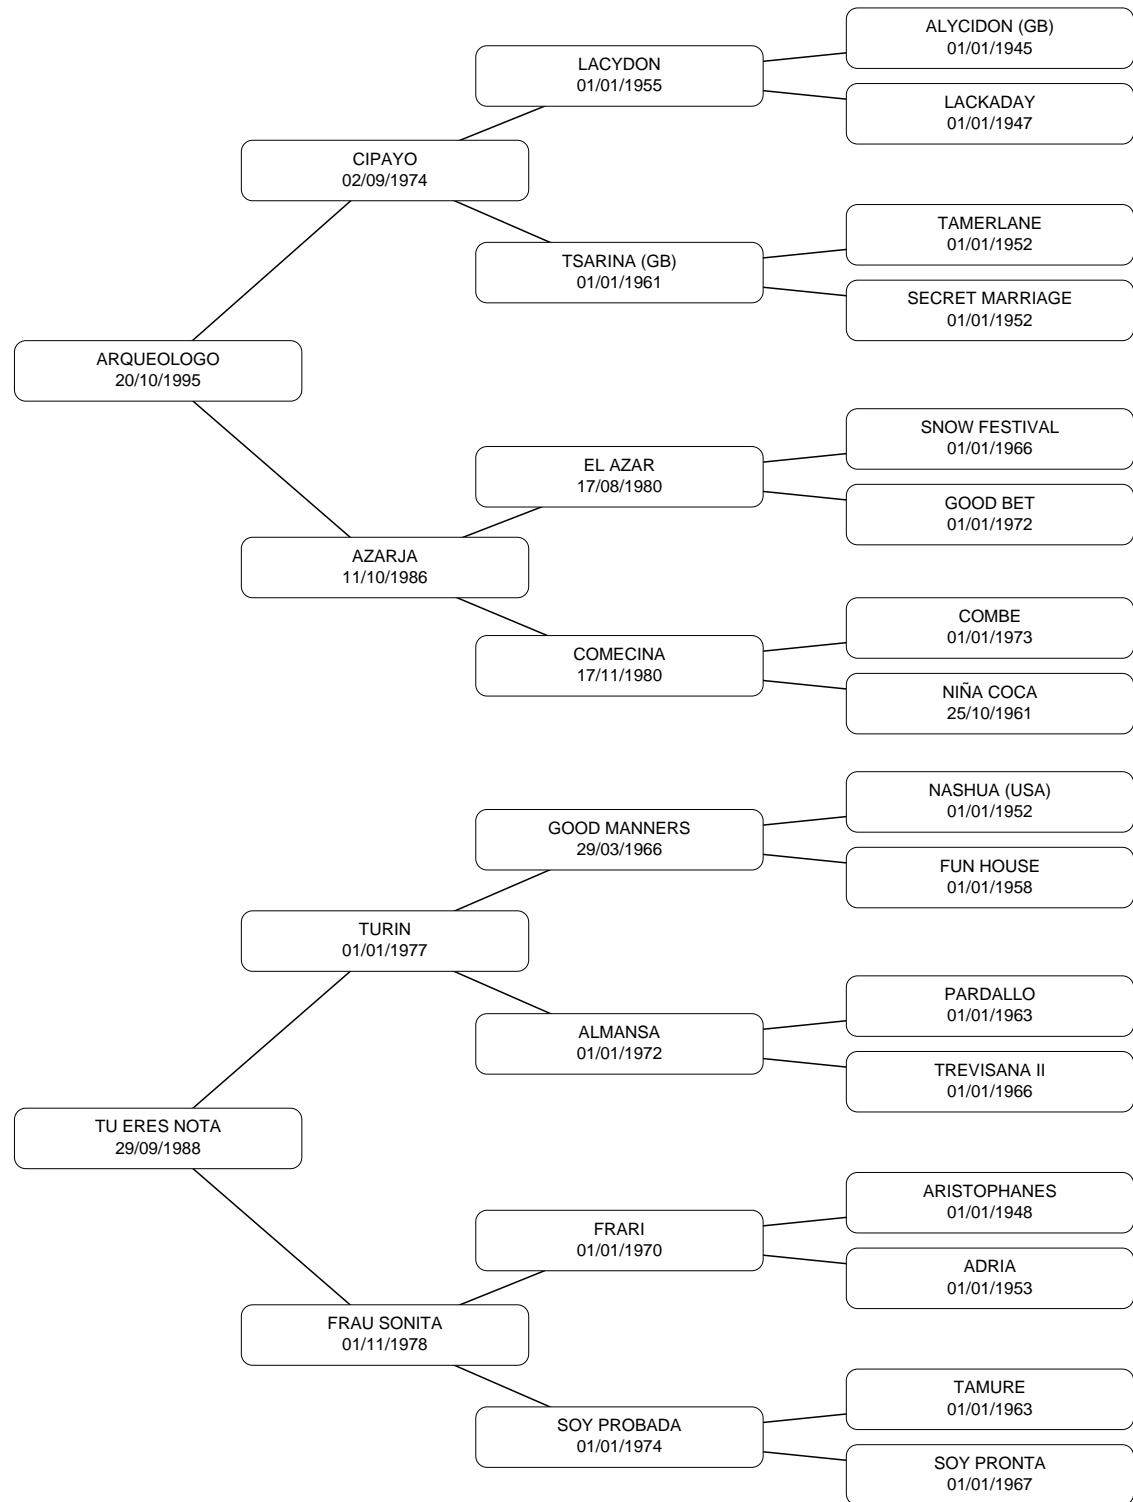 ALYCIDON (GB)
01/01/1945
LACYDON
01/01/1955
LACKADAY
01/01/1947
CIPAYO
02/09/1974
TAMERLANE
01/01/1952
TSARINA (GB)
01/01/1961
SECRET MARRIAGE
01/01/1952
ARQUEOLOGO
20/10/1995
SNOW FESTIVAL
01/01/1966
EL AZAR
17/08/1980
GOOD BET
01/01/1972
AZARJA
11/10/1986
COMBE
01/01/1973
COMECINA
17/11/1980
NIÑA COCA
25/10/1961
NASHUA (USA)
01/01/1952
GOOD MANNERS
29/03/1966
FUN HOUSE
01/01/1958
TURIN
01/01/1977
PARDALLO
01/01/1963
ALMANSA
01/01/1972
TREVISANA II
01/01/1966
TU ERES NOTA
29/09/1988
ARISTOPHANES
01/01/1948
FRARI
01/01/1970
ADRIA
01/01/1953
FRAU SONITA
01/11/1978
TAMURE
01/01/1963
SOY PROBADA
01/01/1974
SOY PRONTA
01/01/1967